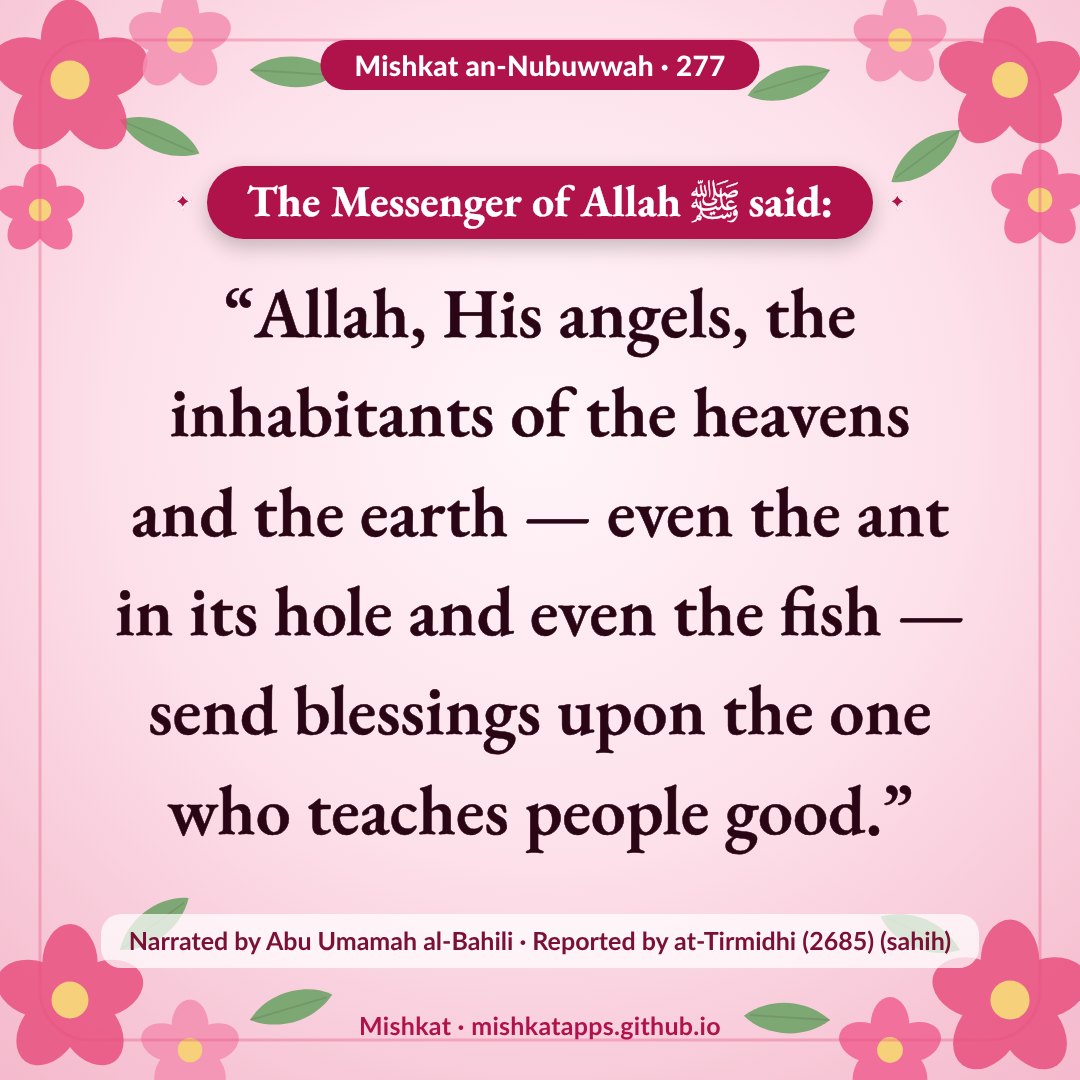 Mishkat an-Nubuwwah · 277
The Messenger of Allah ﷺ said:
“Allah, His angels, the
inhabitants of the heavens
and the earth — even the ant
in its hole and even the fish —
send blessings upon the one
who teaches people good.”
Narrated by Abu Umamah al-Bahili · Reported by at-Tirmidhi (2685) (sahih)
Mishkat · mishkatapps.github.io